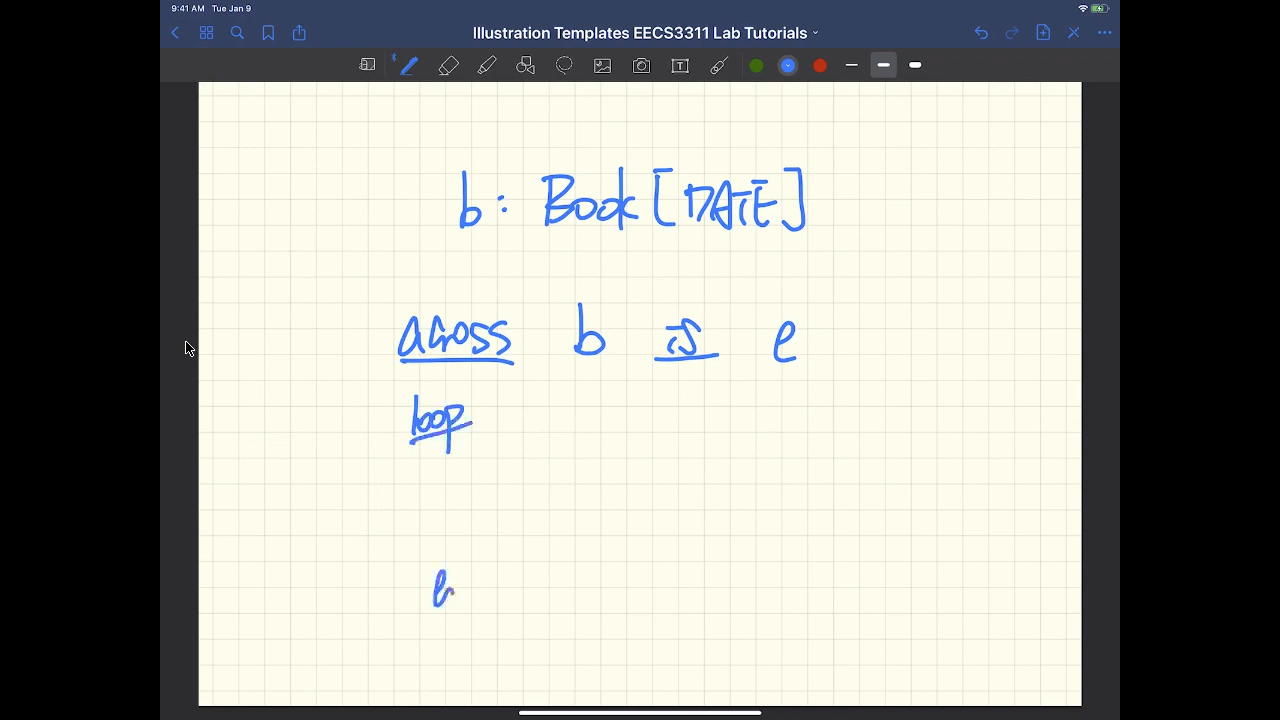 9:41 AM Tue Jan 9
Illustration Templates EECS3311 Lab Tutorials
b: Book [DATE]
across b is e
loop